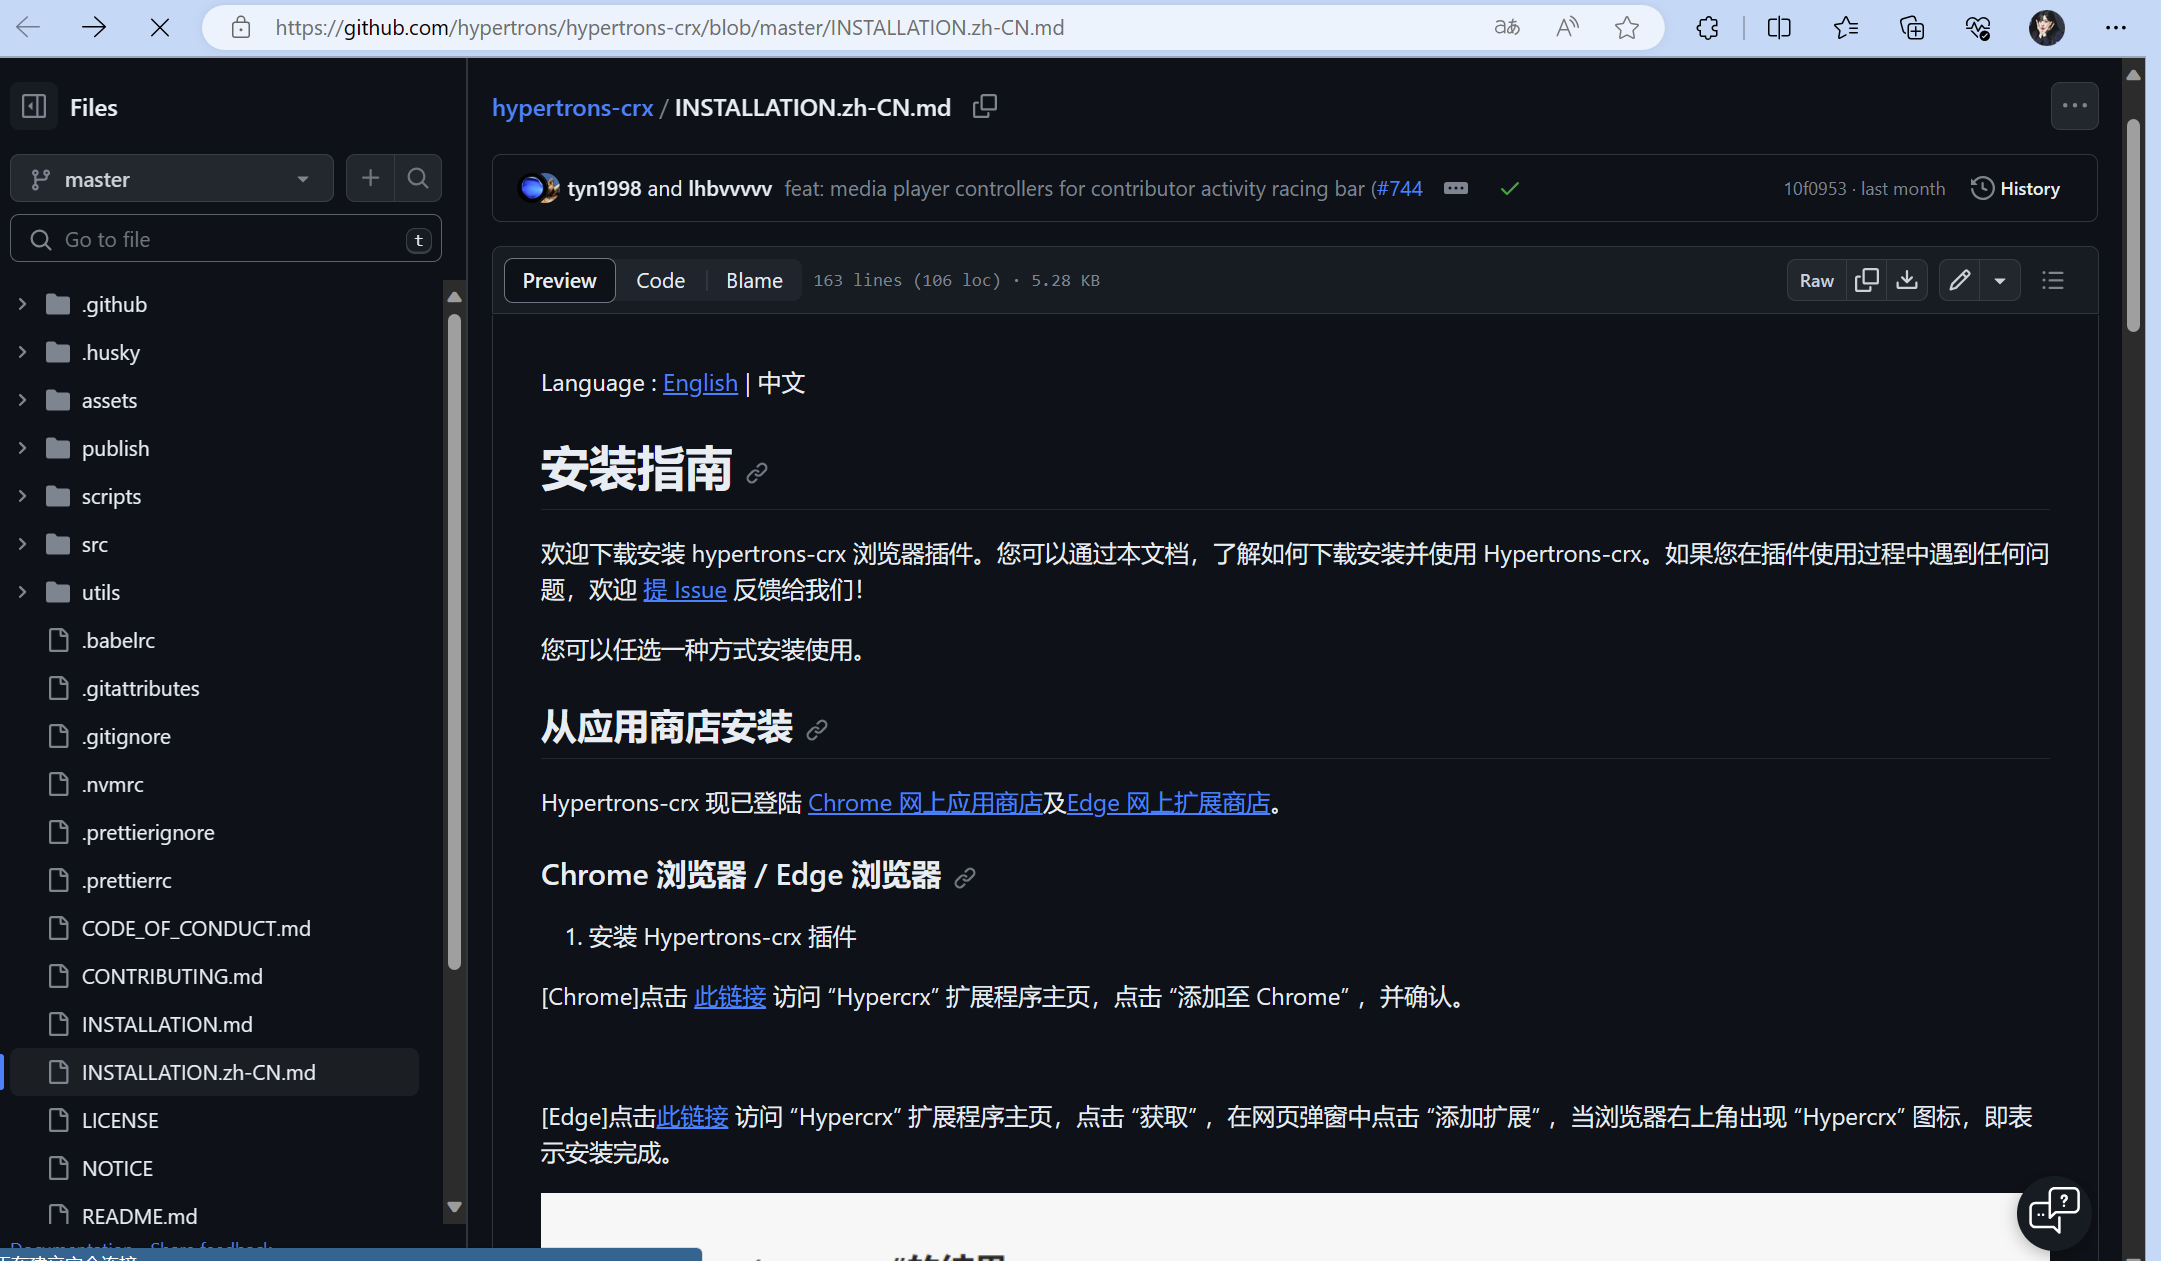 https://github.com/hypertrons/hypertrons-crx/blob/master/INSTALLATION.zh-CN.md
Files
master
Go to file
t
.github
.husky
assets
publish
scripts
src
utils
.babelrc
.gitattributes
.gitignore
.nvmrc
.prettierignore
.prettierrc
CODE_OF_CONDUCT.md
CONTRIBUTING.md
INSTALLATION.md
INSTALLATION.zh-CN.md
LICENSE
NOTICE
README.md
hypertrons-crx / INSTALLATION.zh-CN.md
tyn1998 and lhbvvvvv feat: media player controllers for contributor activity racing bar (#744
10f0953 · last month
History
Preview
Code
Blame
163 lines (106 loc) · 5.28 KB
Raw
Language : English | 中文
安装指南
欢迎下载安装 hypertrons-crx 浏览器插件。您可以通过本文档，了解如何下载安装并使用 Hypertrons-crx。如果您在插件使用过程中遇到任何问
题，欢迎 提 Issue 反馈给我们！
您可以任选一种方式安装使用。
从应用商店安装
Hypertrons-crx 现已登陆 Chrome 网上应用商店及Edge 网上扩展商店。
Chrome 浏览器 / Edge 浏览器
1. 安装 Hypertrons-crx 插件
[Chrome]点击 此链接 访问 “Hypercrx” 扩展程序主页，点击 “添加至 Chrome” ，并确认。
[Edge]点击此链接 访问 “Hypercrx” 扩展程序主页，点击 “获取” ，在网页弹窗中点击 “添加扩展” ，当浏览器右上角出现 “Hypercrx” 图标，即表
示安装完成。